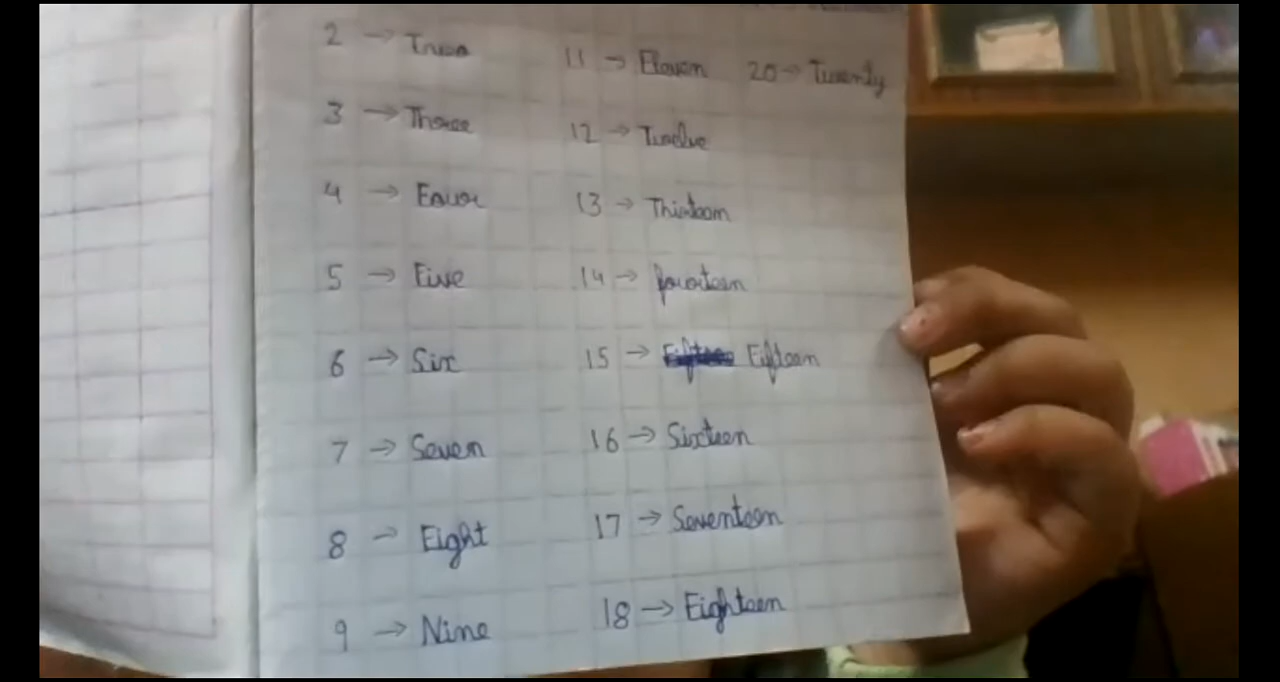 2 → Two
3 → Three
4 → Four
5 → Five
6 → Six
7 → Seven
8 → Eight
9 → Nine
11 → Eleven
12 → Twelve
13 → Thirteen
14 → fourteen
15 → Fifteen
16 → Sixteen
17 → Seventeen
18 → Eighteen
20 → Twenty